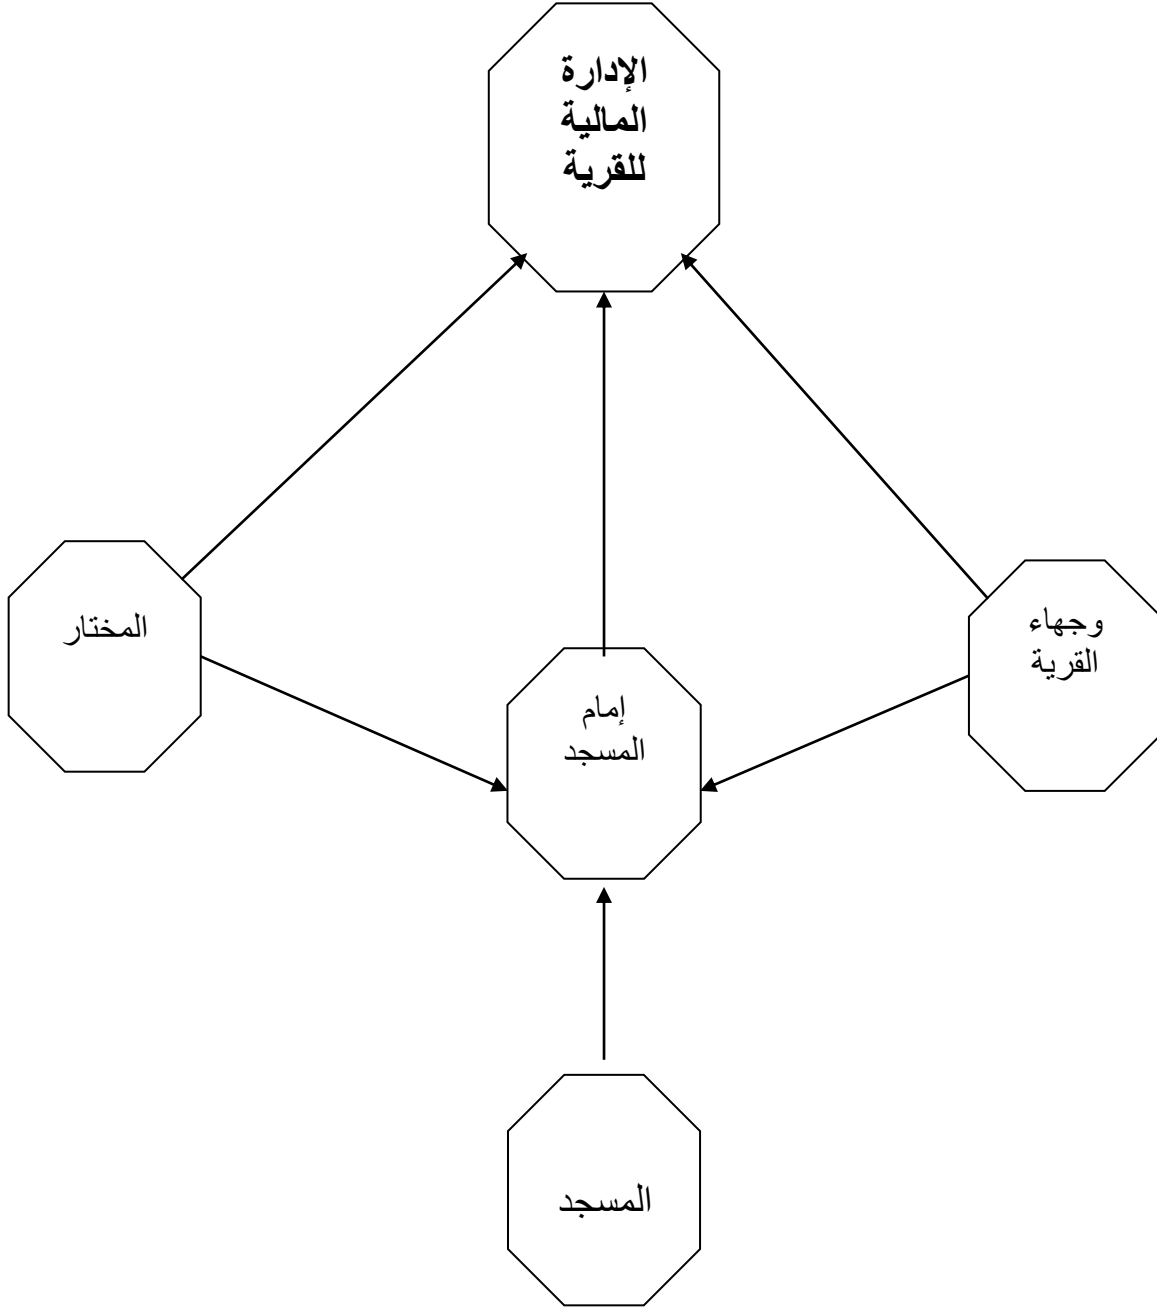 الإدارة
المالية
للقرية
وجهاء
القرية
المختار
إمام
المسجد
المسجد